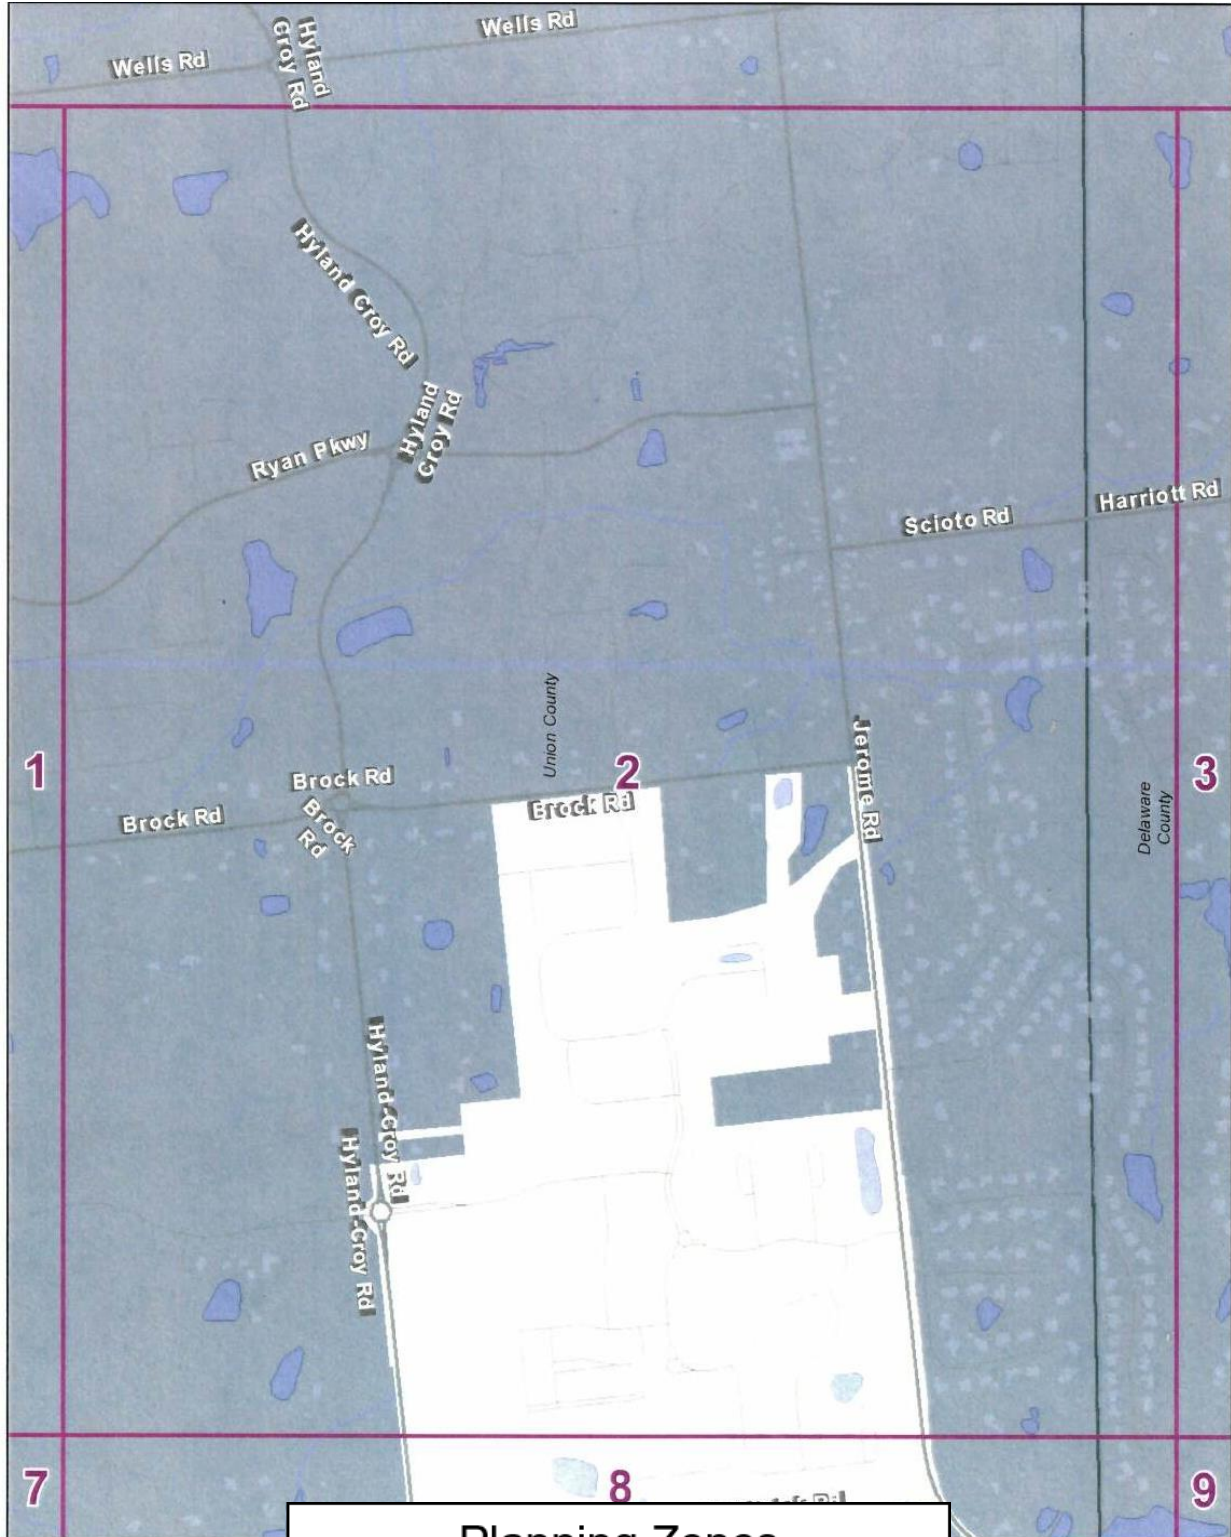 Wells Rd
Hyland
Croy Rd
Wells Rd
Hyland Croy Rd
Hyland
Croy Rd
Ryan Pkwy
Scioto Rd
Harriott Rd
Union County
Jerome Rd
1
Brock Rd
2
3
Brock Rd
Brock
Rd
Brock Rd
Delaware
County
Hyland-Croy Rd
Hyland-Croy Rd
7
8
9
Planning Zones